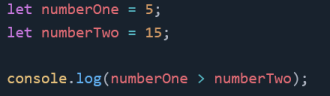 let numberOne = 5;
let numberTwo = 15;
console.log(numberOne > numberTwo);